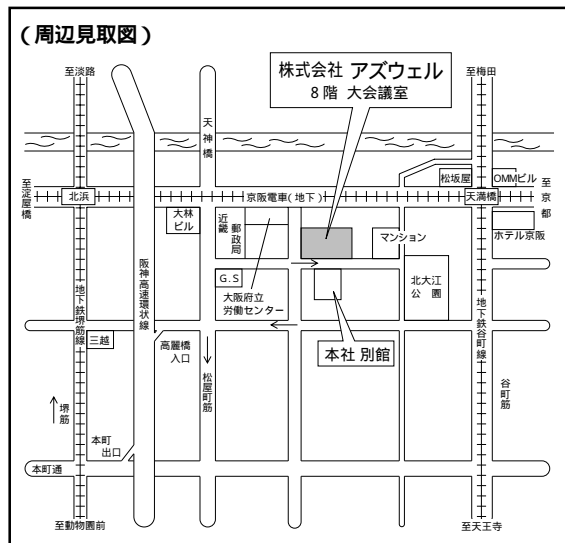 (周辺見取図)
至淡路
株式会社 アズウェル
8階 大会議室
至梅田
天神橋
至淀屋橋
北浜
京阪電車(地下)
松坂屋
OMMビル
天満橋
至京都
大林
ビル
近畿
郵政局
マンション
ホテル京阪
阪神高速環状線
G.S
大阪府立
労働センター
北大江
公園
地下鉄堺筋線
地下鉄谷町線
三越
高麗橋
入口
本社 別館
松屋町筋
谷町筋
堺筋
本町
出口
本町通
至動物園前
至天王寺